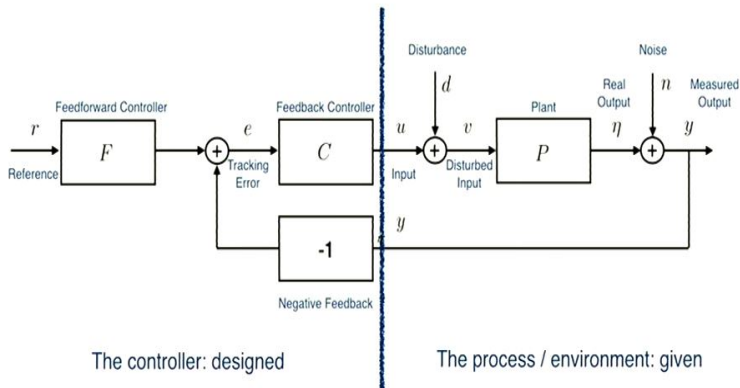 Disturbance
Noise
d
n
Real
Output
Measured
Output
Feedforward Controller
Feedback Controller
Plant
r
e
u
v
η
y
F
C
P
Reference
Tracking
Error
Input
Disturbed
Input
y
-1
Negative Feedback
The controller: designed
The process / environment: given